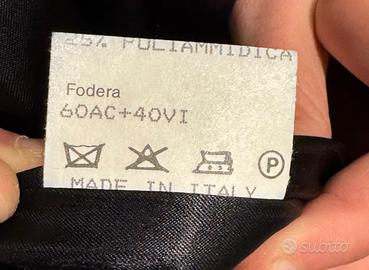 25% POLIAMMIDICA
Fodera
60AC+40VI
P
MADE IN ITALY
subito